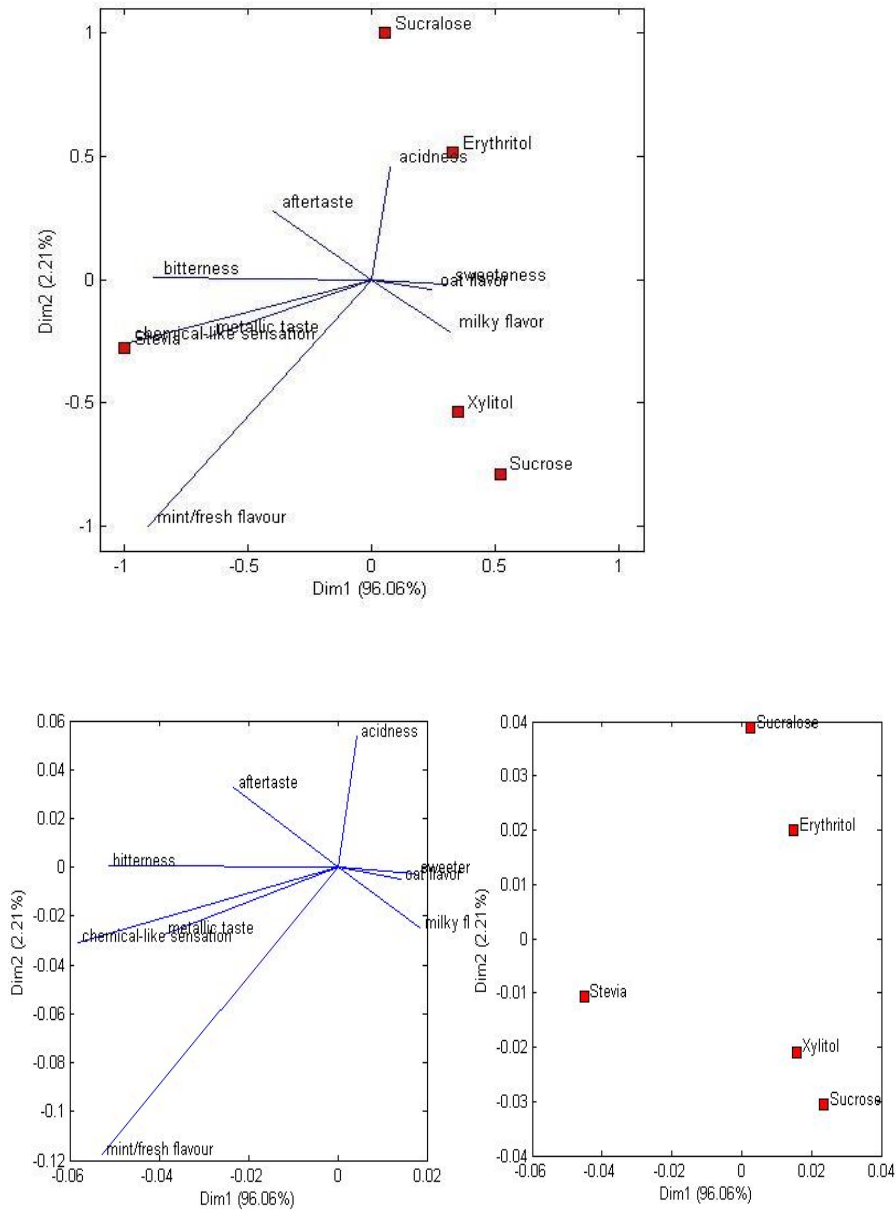 Sucralose
1
Erythritol
acidness
0.5
aftertaste
Dim2 (2.21%)
bitterness
sweeteness
0
oat flavor
metallic taste
milky flavor
chemical-like sensation
Stevia
-0.5
Xylitol
Sucrose
mint/fresh flavour
-1
-1 -0.5 0 0.5 1
Dim1 (96.06%)
0.06
acidness
0.04
aftertaste
0.02
bitterness
0
sweeter
oat flavor
Dim2 (2.21%)
-0.02
milky fl
metallic taste
chemical-like sensation
-0.04
-0.06
-0.08
-0.1
mint/fresh flavour
-0.12
-0.06 -0.04 -0.02 0 0.02
Dim1 (96.06%)
0.04
Sucralose
0.03
0.02
Erythritol
0.01
Dim2 (2.21%)
0
-0.01
Stevia
-0.02
Xylitol
-0.03
Sucrose
-0.04
-0.06 -0.04 -0.02 0 0.02 0.04
Dim1 (96.06%)